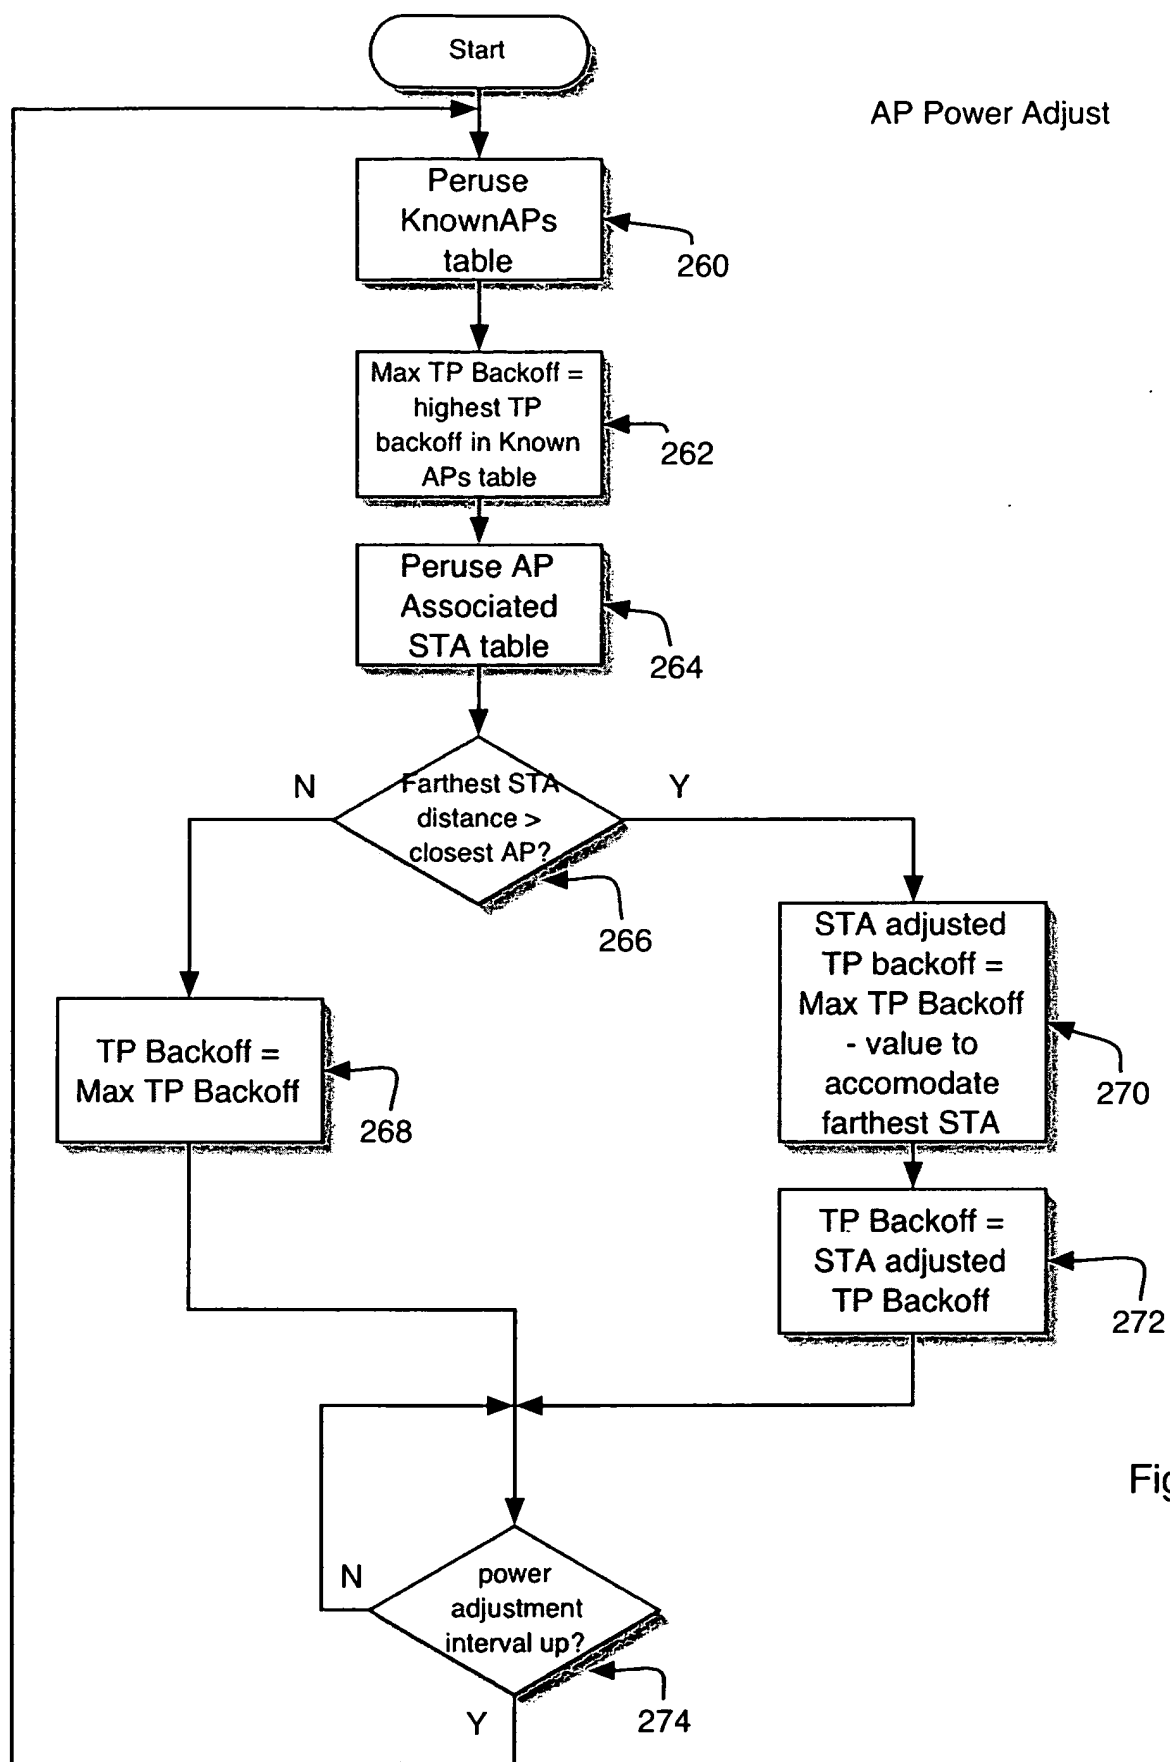 Start
AP Power Adjust
Peruse
KnownAPs
table
260
Max TP Backoff =
highest TP
backoff in Known
APs table
262
Peruse AP
Associated
STA table
264
N
Farthest STA
distance >
closest AP?
Y
266
STA adjusted
TP backoff =
Max TP Backoff
- value to
accomodate
farthest STA
270
TP Backoff =
Max TP Backoff
268
TP Backoff =
STA adjusted
TP Backoff
272
Fig
N
power
adjustment
interval up?
274
Y